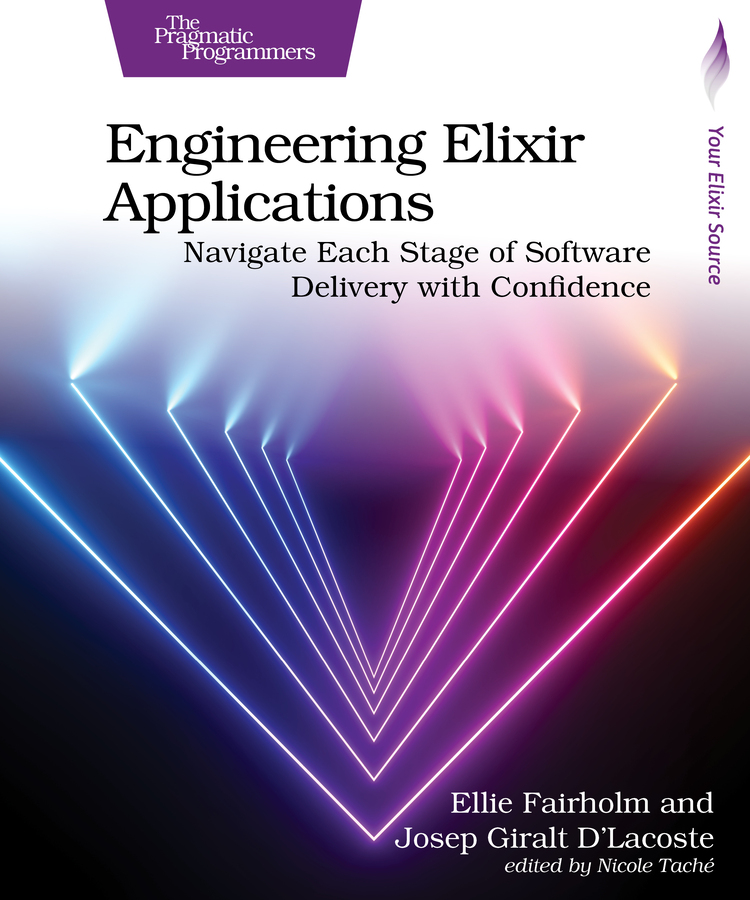 The
Pragmatic
Programmers
Your Elixir Source
Engineering Elixir
Applications
Navigate Each Stage of Software
Delivery with Confidence
Ellie Fairholm and
Josep Giralt D'Lacoste
edited by Nicole Taché